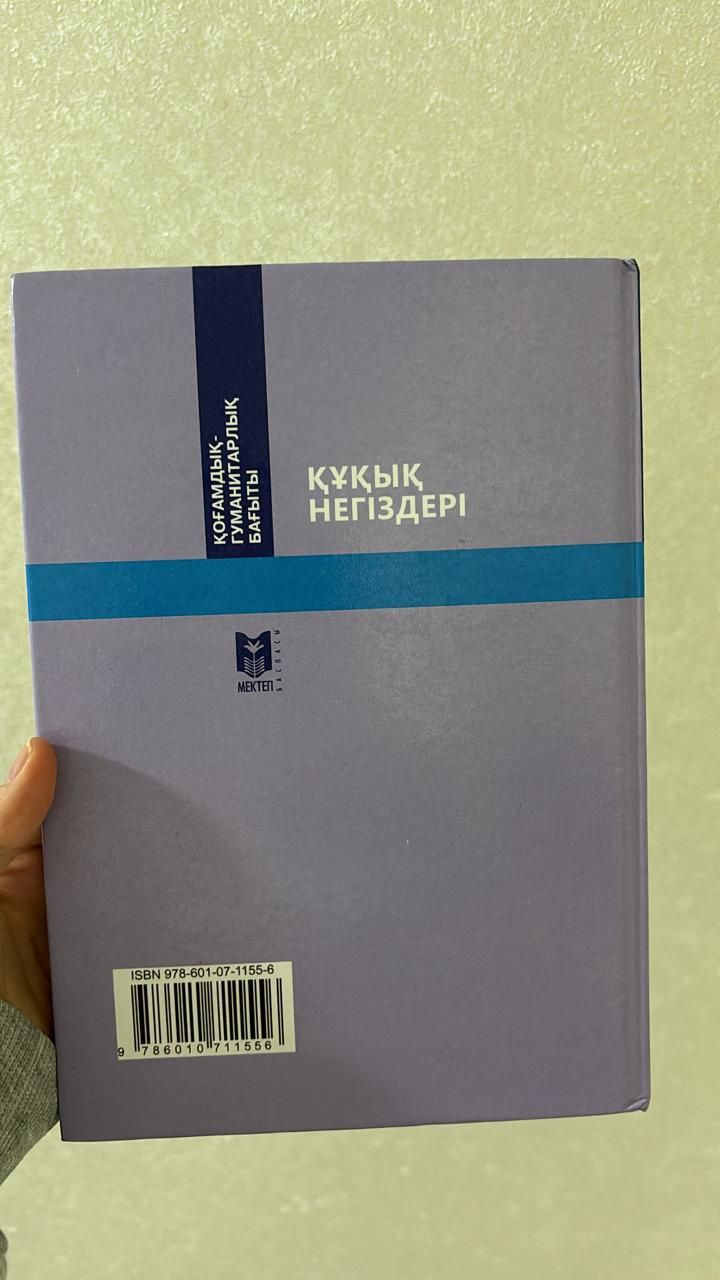 ҚОҒАМДЫҚ-
ГУМАНИТАРЛЫҚ
БАҒЫТЫ
ҚҰҚЫҚ
НЕГІЗДЕРІ
МЕКТЕП
БАСПАСЫ
ISBN 978-601-07-1155-6
9 786010 711556